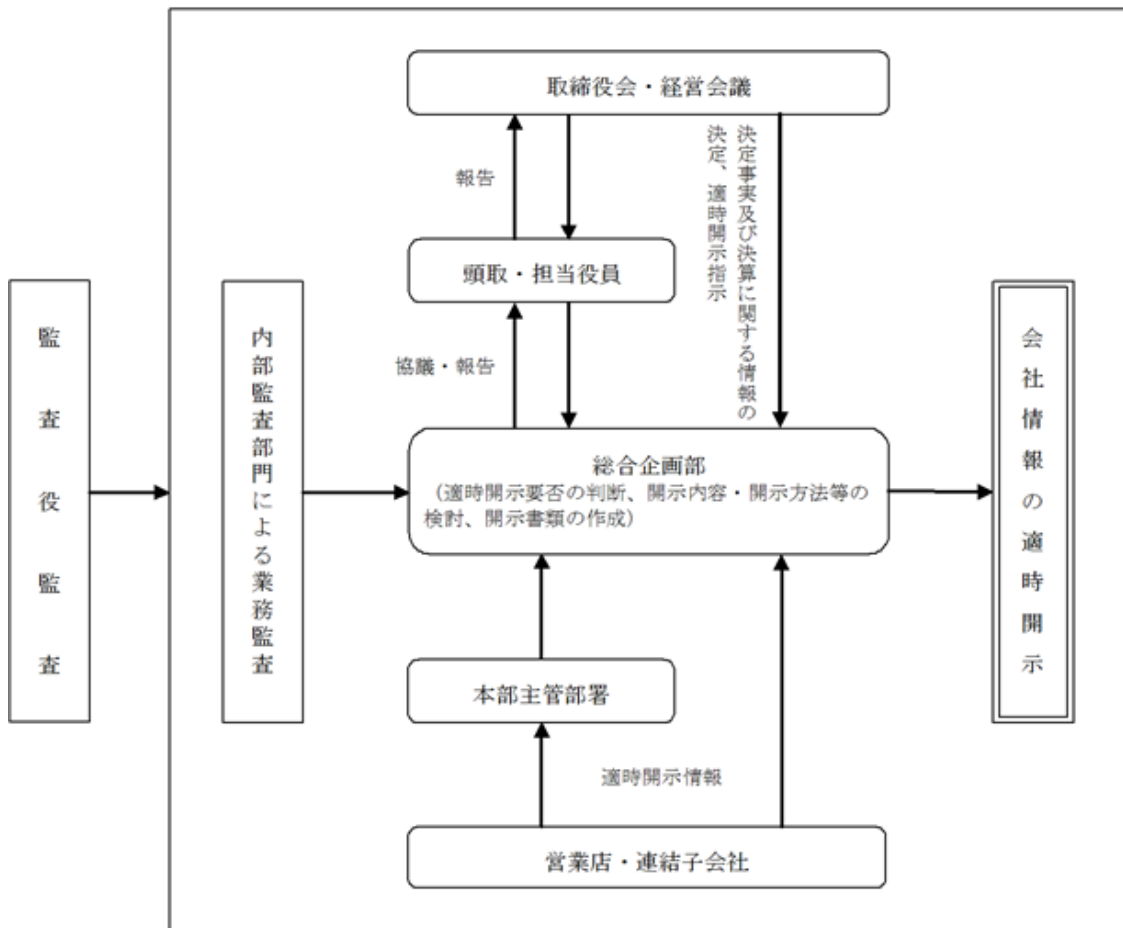 取締役会・経営会議
報告
決定事実及び決算に関する情報の
決定、適時開示指示
頭取・担当役員
協議・報告
監査役監査
内部監査部門による業務監査
総合企画部
（適時開示要否の判断、開示内容・開示方法等の
検討、開示書類の作成）
会社情報の適時開示
本部主管部署
適時開示情報
営業店・連結子会社